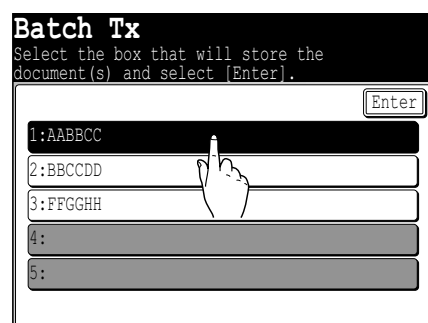 Batch Tx
Select the box that will store the
document(s) and select [Enter].
Enter
1:AABBCC
2:BBCCDD
3:FFGGHH
4:
5: